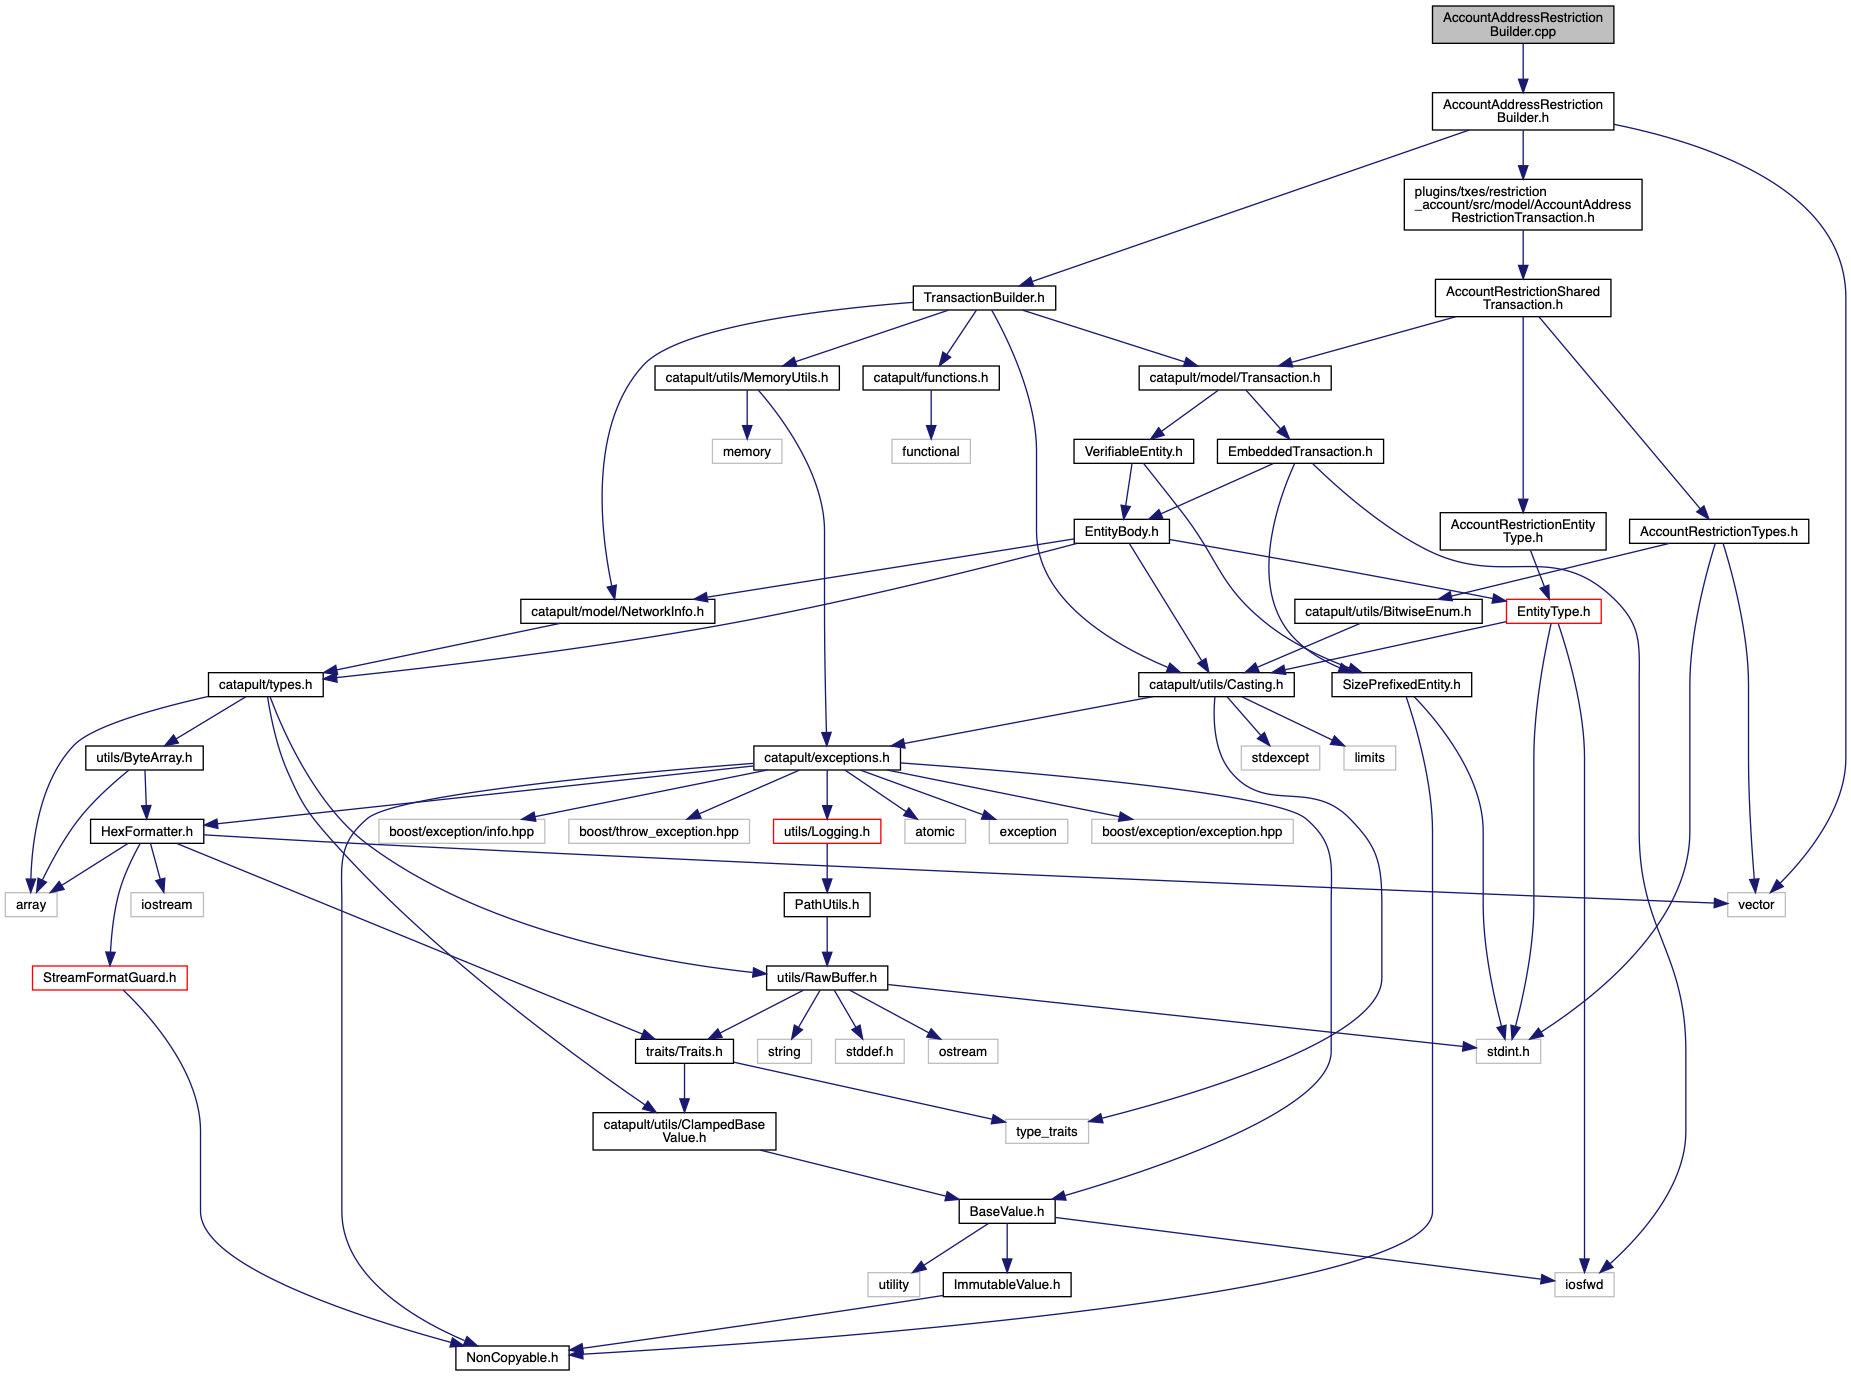 AccountAddressRestriction
Builder.cpp
AccountAddressRestriction
Builder.h
plugins/txes/restriction
_account/src/model/AccountAddress
RestrictionTransaction.h
TransactionBuilder.h
AccountRestrictionShared
Transaction.h
catapult/utils/MemoryUtils.h
catapult/functions.h
catapult/model/Transaction.h
memory
functional
VerifiableEntity.h
EmbeddedTransaction.h
EntityBody.h
AccountRestrictionEntity
Type.h
AccountRestrictionTypes.h
catapult/model/NetworkInfo.h
catapult/utils/BitwiseEnum.h
EntityType.h
catapult/types.h
catapult/utils/Casting.h
SizePrefixedEntity.h
utils/ByteArray.h
catapult/exceptions.h
stdexcept
limits
HexFormatter.h
boost/exception/info.hpp
boost/throw_exception.hpp
utils/Logging.h
atomic
exception
boost/exception/exception.hpp
array
iostream
PathUtils.h
vector
StreamFormatGuard.h
utils/RawBuffer.h
traits/Traits.h
string
stddef.h
ostream
stdint.h
catapult/utils/ClampedBase
Value.h
type_traits
BaseValue.h
utility
ImmutableValue.h
iosfwd
NonCopyable.h